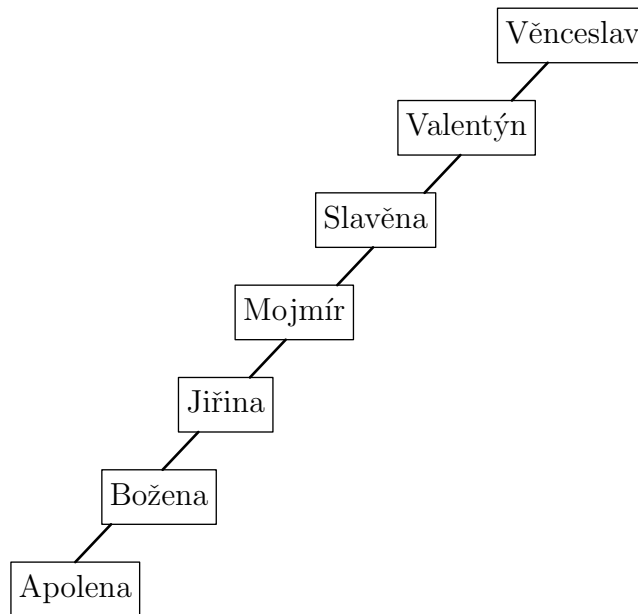 Věnceslav
Valentýn
Slavěna
Mojmír
Jiřina
Božena
Apolena